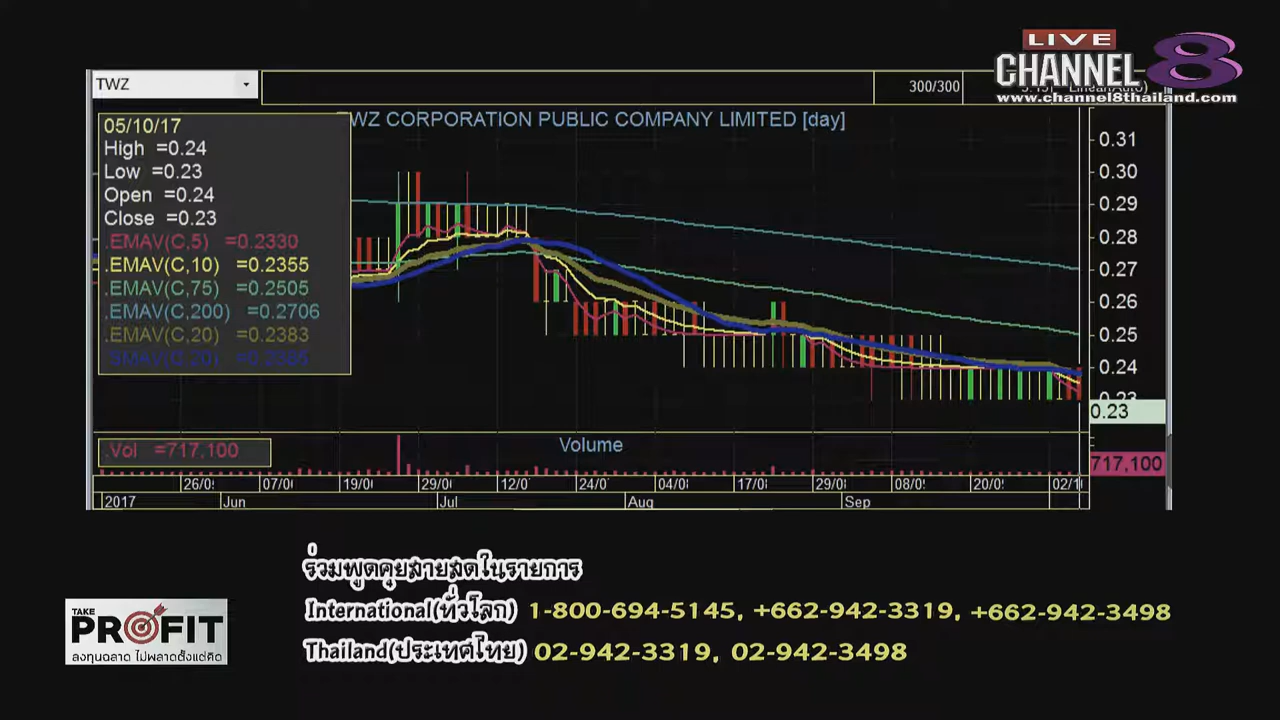 LIVE
CHANNEL 8
www.channel8thailand.com
TWZ
300/300
TWZ CORPORATION PUBLIC COMPANY LIMITED [day]
05/10/17
High =0.24
Low =0.23
Open =0.24
Close =0.23
.EMAV(C,5) =0.2330
.EMAV(C,10) =0.2355
.EMAV(C,75) =0.2505
.EMAV(C,200) =0.2706
.EMAV(C,20) =0.2383
.SMAV(C,20) =0.2385
0.31
0.30
0.29
0.28
0.27
0.26
0.25
0.24
0.23
0.23
.Vol =717,100
Volume
717,100
26/0 07/0 19/0 29/0 12/0 24/0 04/0 17/0 29/0 08/0 20/0 02/1
2017 Jun Jul Aug Sep
ร่วมพูดคุยสายสดในรายการ
International(ทั่วโลก) 1-800-694-5145, +662-942-3319, +662-942-3498
Thailand(ประเทศไทย) 02-942-3319, 02-942-3498
TAKE
PROFIT
ลงทุนฉลาด ไม่พลาดตั้งแต่คิด